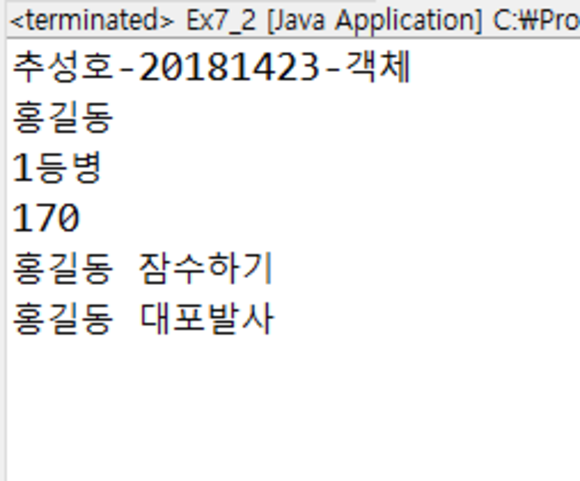 <terminated> Ex7_2 [Java Application] C:₩Pro
추성호-20181423-객체
홍길동
1등병
170
홍길동 잠수하기
홍길동 대포발사